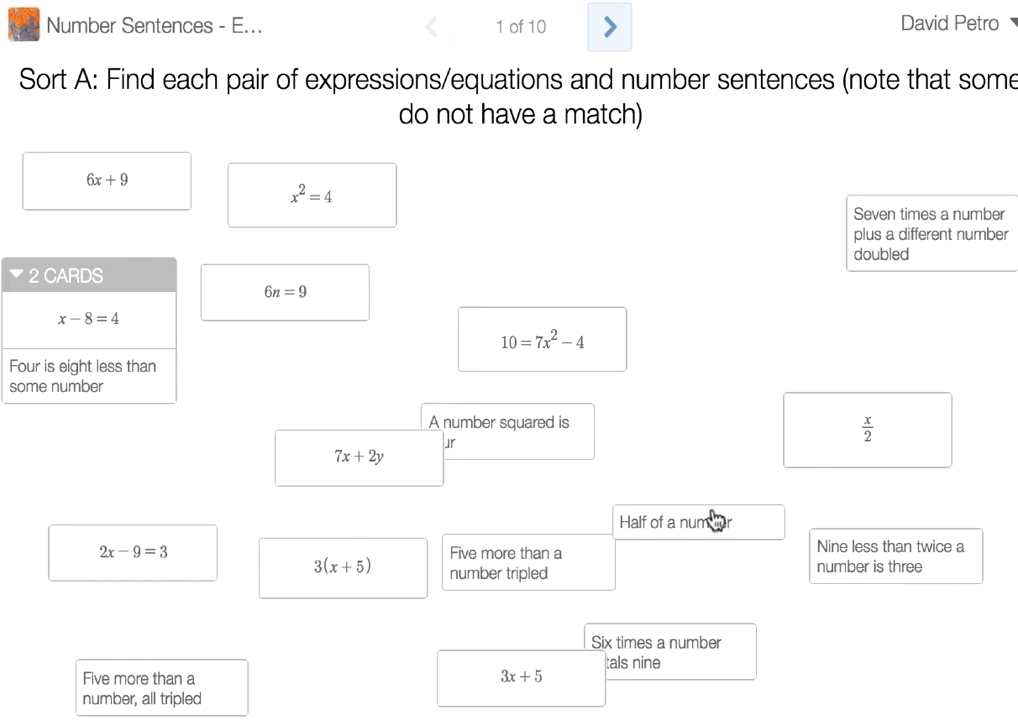 Number Sentences - E...
1 of 10
David Petro
Sort A: Find each pair of expressions/equations and number sentences (note that some
do not have a match)
6x + 9
x² = 4
Seven times a number
plus a different number
doubled
2 CARDS
x − 8 = 4
Four is eight less than
some number
6n = 9
10 = 7x² − 4
A number squared is
ur
7x + 2y
x/2
Half of a number
2x − 9 = 3
3(x + 5)
Five more than a
number tripled
Nine less than twice a
number is three
Six times a number
tals nine
3x + 5
Five more than a
number, all tripled